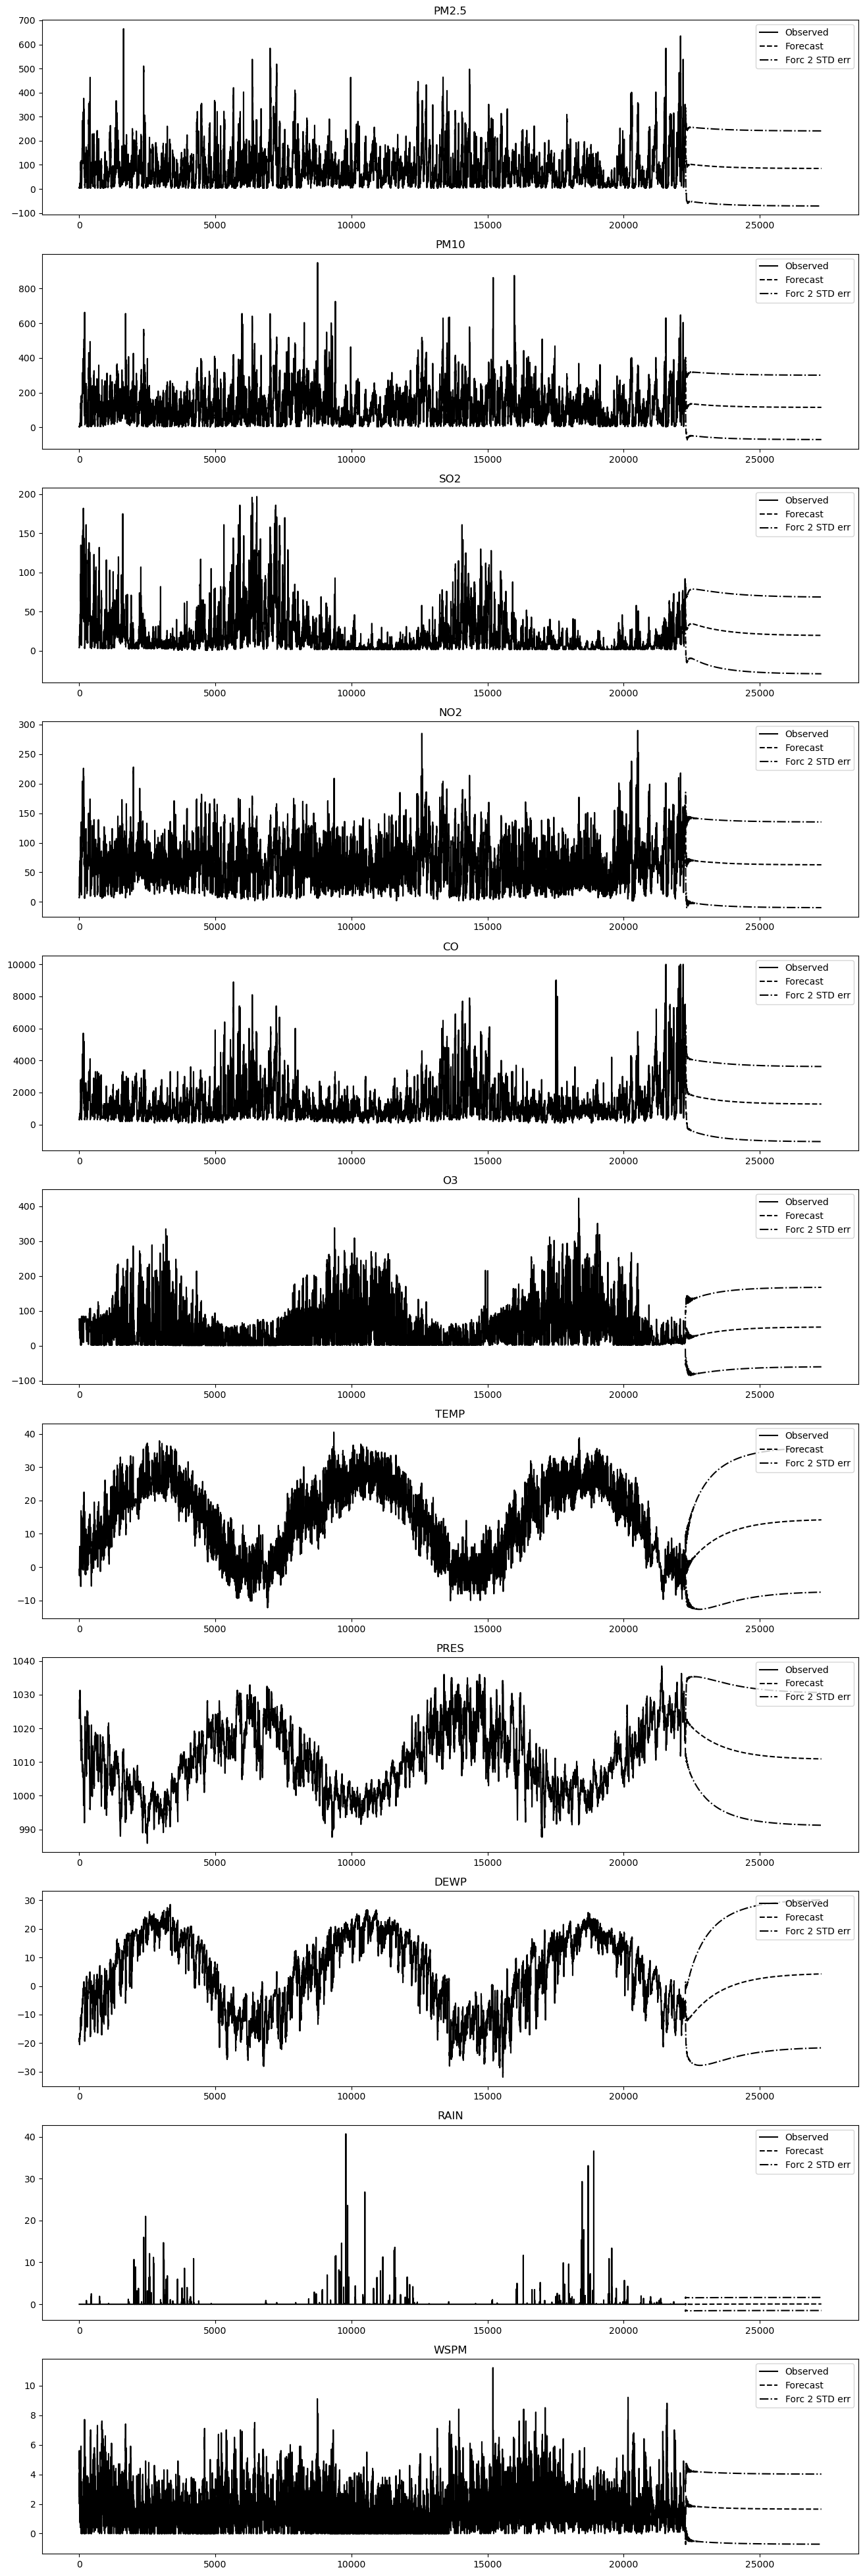 PM2.5
700
600
500
400
300
200
100
0
−100
Observed
Forecast
Forc 2 STD err
0 5000 10000 15000 20000 25000
PM10
800
600
400
200
0
Observed
Forecast
Forc 2 STD err
0 5000 10000 15000 20000 25000
SO2
200
150
100
50
0
Observed
Forecast
Forc 2 STD err
0 5000 10000 15000 20000 25000
NO2
300
250
200
150
100
50
0
Observed
Forecast
Forc 2 STD err
0 5000 10000 15000 20000 25000
CO
10000
8000
6000
4000
2000
0
Observed
Forecast
Forc 2 STD err
0 5000 10000 15000 20000 25000
O3
400
300
200
100
0
−100
Observed
Forecast
Forc 2 STD err
0 5000 10000 15000 20000 25000
TEMP
40
30
20
10
0
−10
Observed
Forecast
Forc 2 STD err
0 5000 10000 15000 20000 25000
PRES
1040
1030
1020
1010
1000
990
Observed
Forecast
Forc 2 STD err
0 5000 10000 15000 20000 25000
DEWP
30
20
10
0
−10
−20
−30
Observed
Forecast
Forc 2 STD err
0 5000 10000 15000 20000 25000
RAIN
40
30
20
10
0
Observed
Forecast
Forc 2 STD err
0 5000 10000 15000 20000 25000
WSPM
10
8
6
4
2
0
Observed
Forecast
Forc 2 STD err
0 5000 10000 15000 20000 25000